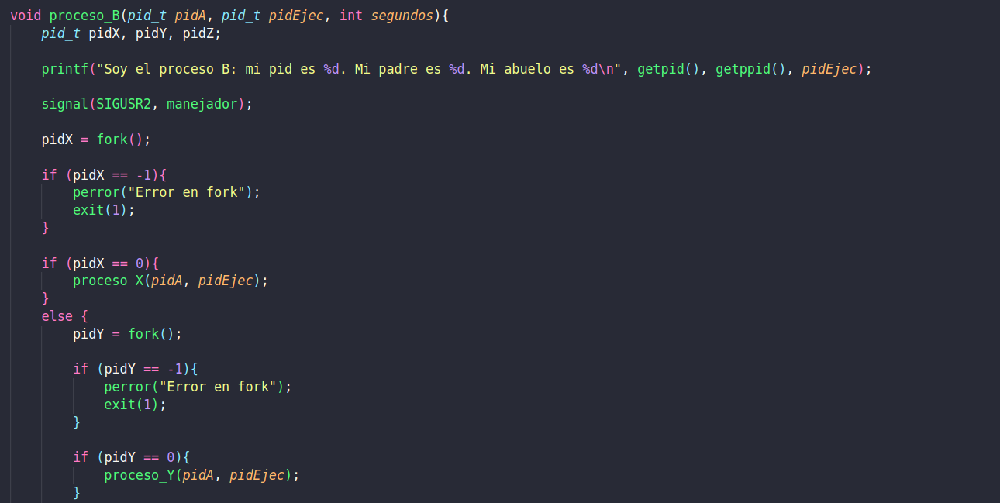 void proceso_B(pid_t pidA, pid_t pidEjec, int segundos){
    pid_t pidX, pidY, pidZ;
    printf("Soy el proceso B: mi pid es %d. Mi padre es %d. Mi abuelo es %d\n", getpid(), getppid(), pidEjec);
    signal(SIGUSR2, manejador);
    pidX = fork();
    if (pidX == -1){
        perror("Error en fork");
        exit(1);
    }
    if (pidX == 0){
        proceso_X(pidA, pidEjec);
    }
    else {
        pidY = fork();
        if (pidY == -1){
            perror("Error en fork");
            exit(1);
        }
        if (pidY == 0){
            proceso_Y(pidA, pidEjec);
        }